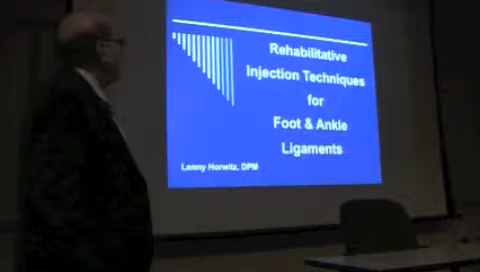 Rehabilitative
Injection Techniques
for
Foot & Ankle
Ligaments
Lenny Horwitz, DPM